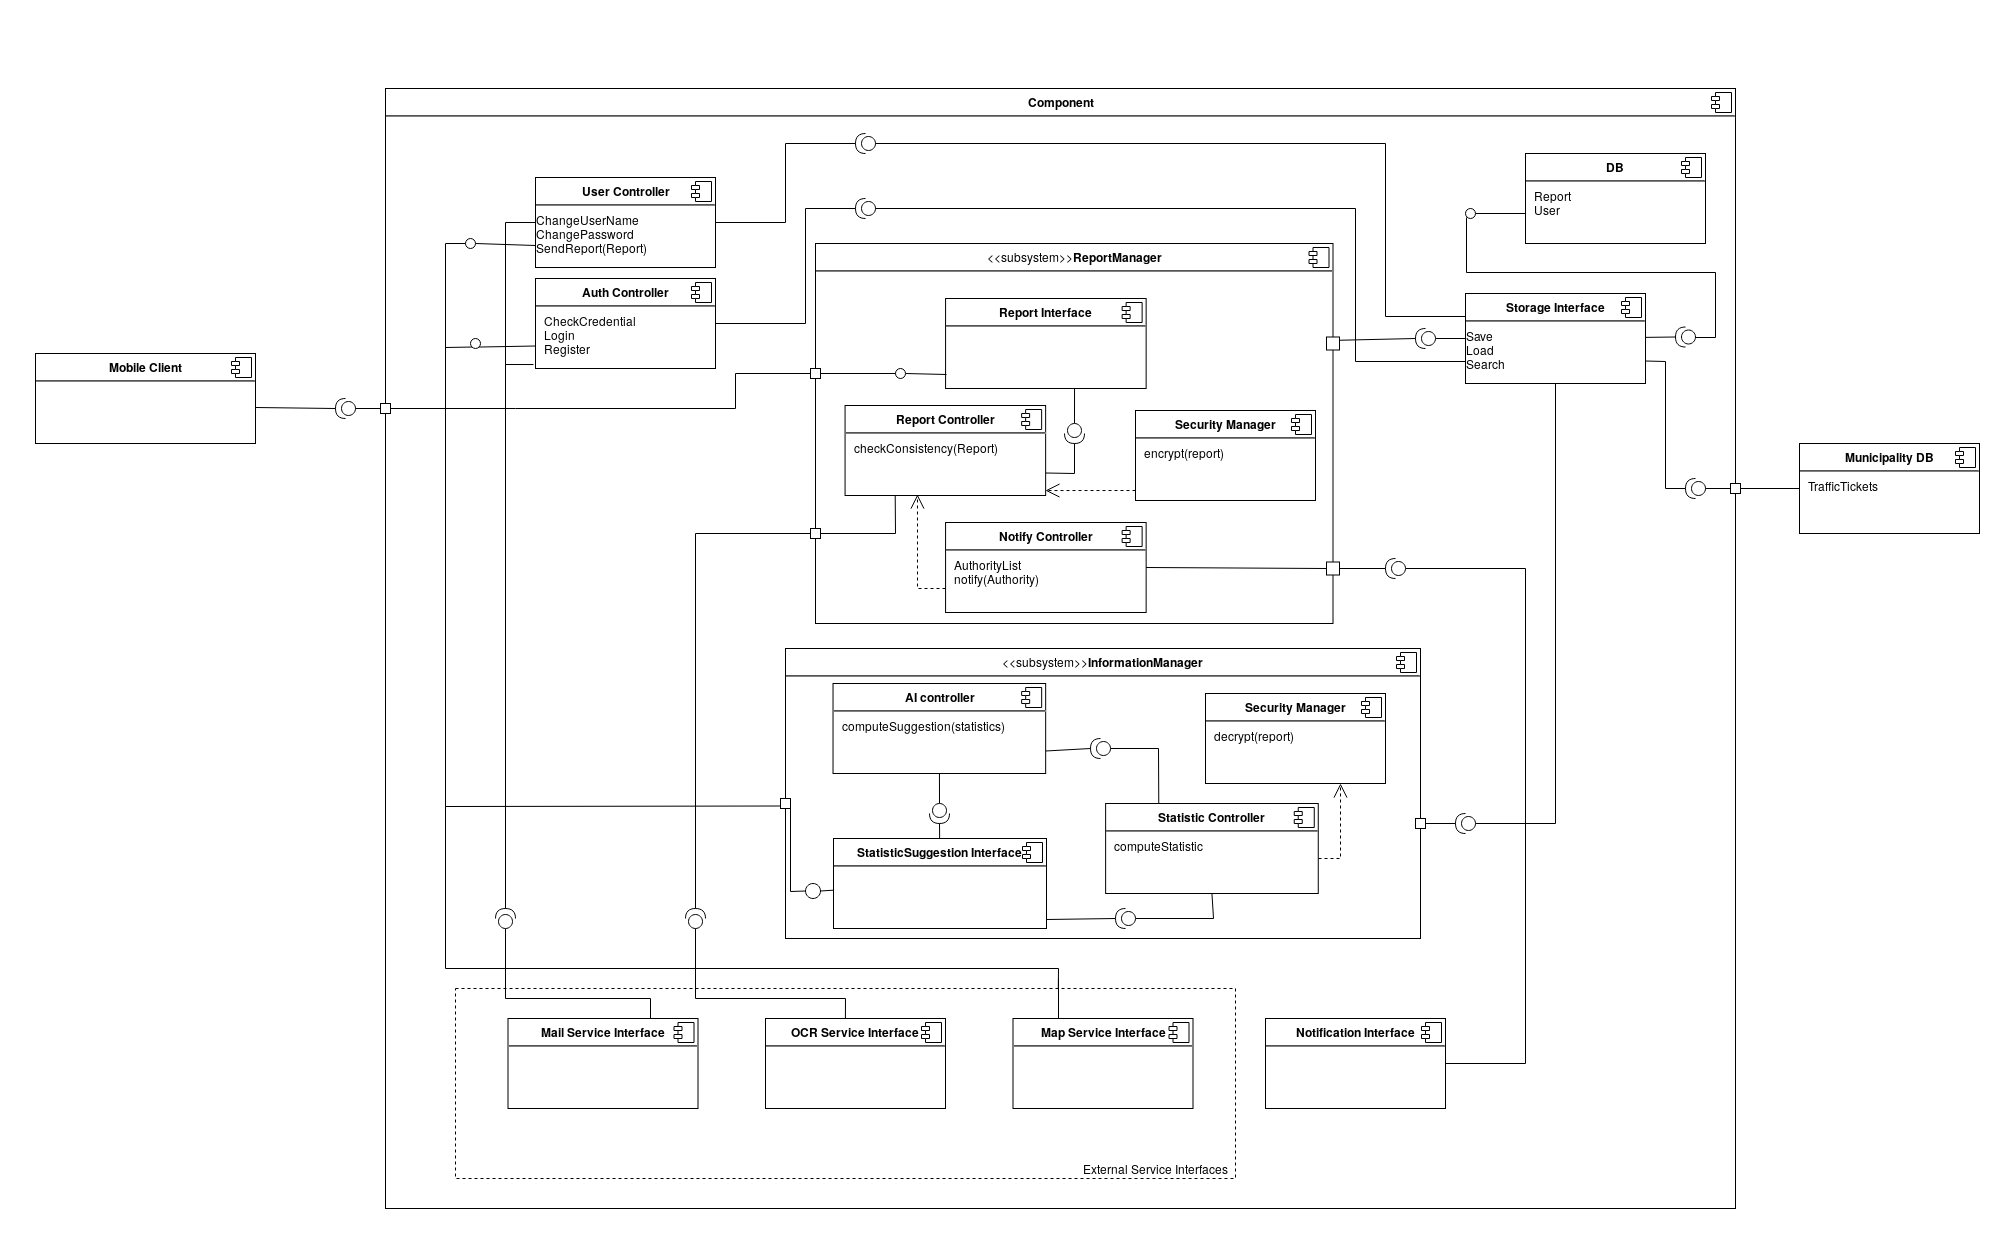 Component
User Controller
ChangeUserName
ChangePassword
SendReport(Report)
Auth Controller
CheckCredential
Login
Register
Mobile Client
DB
Report
User
<<subsystem>>ReportManager
Report Interface
Storage Interface
Save
Load
Search
Report Controller
checkConsistency(Report)
Security Manager
encrypt(report)
Municipality DB
TrafficTickets
Notify Controller
AuthorityList
notify(Authority)
<<subsystem>>InformationManager
AI controller
computeSuggestion(statistics)
Security Manager
decrypt(report)
Statistic Controller
computeStatistic
StatisticSuggestion Interface
Mail Service Interface
OCR Service Interface
Map Service Interface
Notification Interface
External Service Interfaces